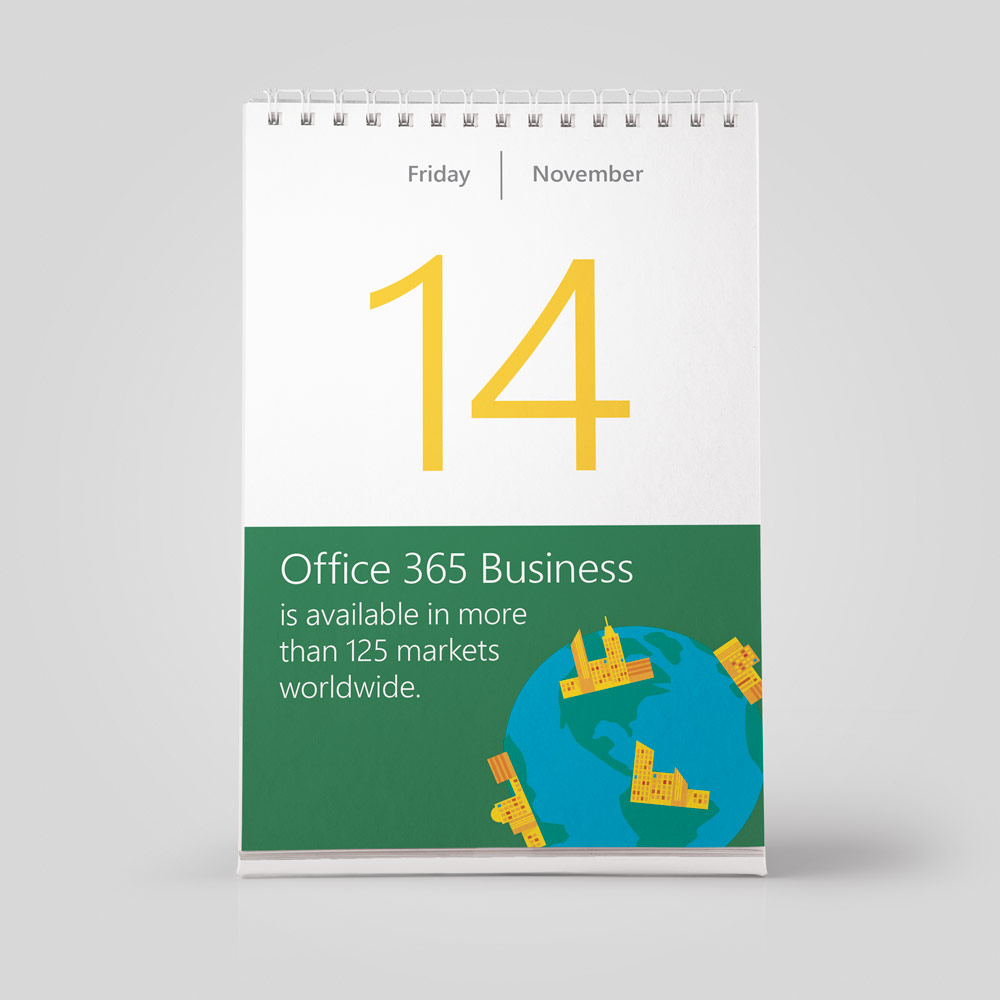 Friday | November
14
Office 365 Business
is available in more
than 125 markets
worldwide.